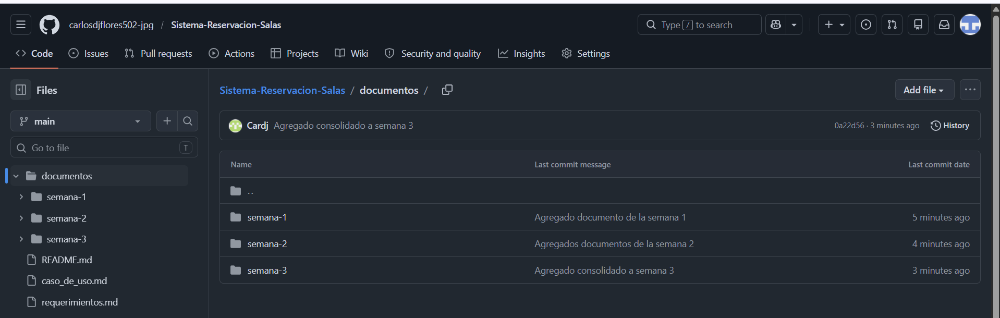 carlosdjflores502-jpg / Sistema-Reservacion-Salas
Type / to search
Code Issues Pull requests Actions Projects Wiki Security and quality Insights Settings
Files
main
Go to file T
documentos
semana-1
semana-2
semana-3
README.md
caso_de_uso.md
requerimientos.md
Sistema-Reservacion-Salas / documentos /
Add file
Cardj Agregado consolidado a semana 3 0a22d56 · 3 minutes ago History
Name Last commit message Last commit date
..
semana-1 Agregado documento de la semana 1 5 minutes ago
semana-2 Agregados documentos de la semana 2 4 minutes ago
semana-3 Agregado consolidado a semana 3 3 minutes ago